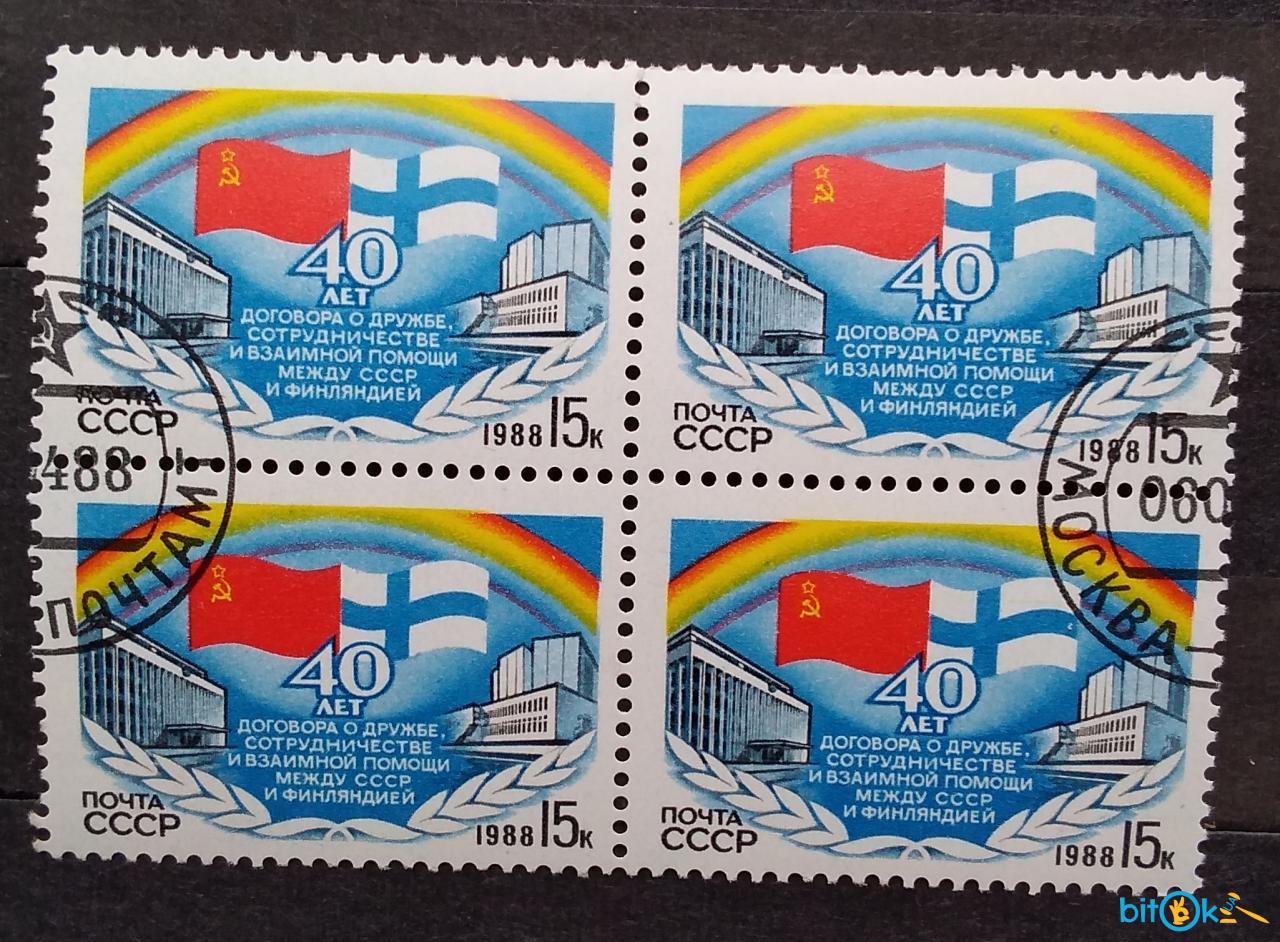 40
ЛЕТ
ДОГОВОРА О ДРУЖБЕ,
СОТРУДНИЧЕСТВЕ
И ВЗАИМНОЙ ПОМОЩИ
МЕЖДУ СССР
И ФИНЛЯНДИЕЙ
ПОЧТА
СССР
1988 15к
40
ЛЕТ
ДОГОВОРА О ДРУЖБЕ,
СОТРУДНИЧЕСТВЕ
И ВЗАИМНОЙ ПОМОЩИ
МЕЖДУ СССР
И ФИНЛЯНДИЕЙ
ПОЧТА
СССР
1988 15к
488
ПОЧТАМТ
060
МОСКВА
40
ЛЕТ
ДОГОВОРА О ДРУЖБЕ,
СОТРУДНИЧЕСТВЕ
И ВЗАИМНОЙ ПОМОЩИ
МЕЖДУ СССР
И ФИНЛЯНДИЕЙ
ПОЧТА
СССР
1988 15к
40
ЛЕТ
ДОГОВОРА О ДРУЖБЕ,
СОТРУДНИЧЕСТВЕ
И ВЗАИМНОЙ ПОМОЩИ
МЕЖДУ СССР
И ФИНЛЯНДИЕЙ
ПОЧТА
СССР
1988 15к
bitOk UA